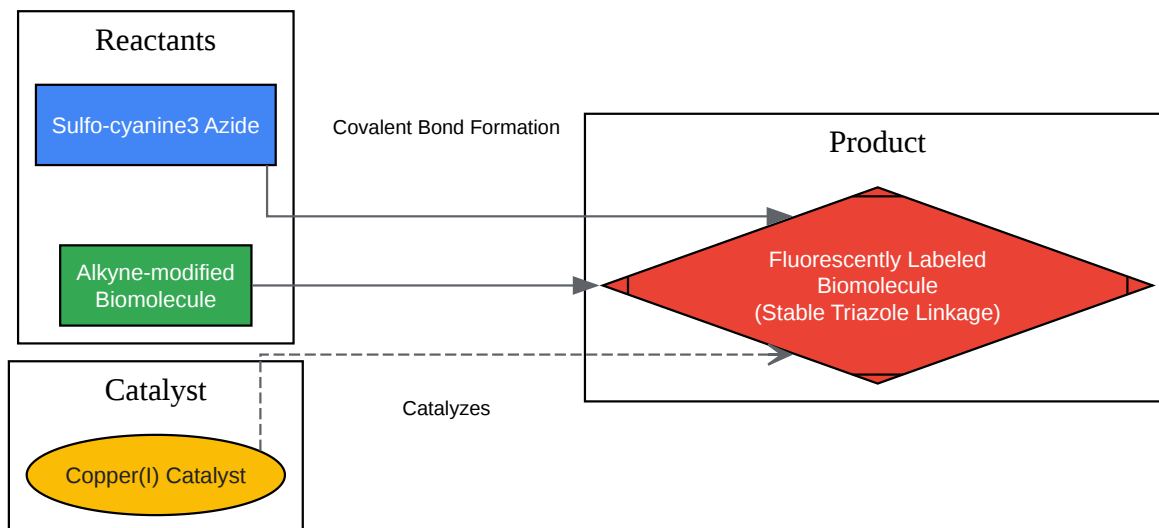 Reactants
Sulfo-cyanine3 Azide
Alkyne-modified
Biomolecule
Covalent Bond Formation
Product
Fluorescently Labeled
Biomolecule
(Stable Triazole Linkage)
Catalyst
Copper(I) Catalyst
Catalyzes